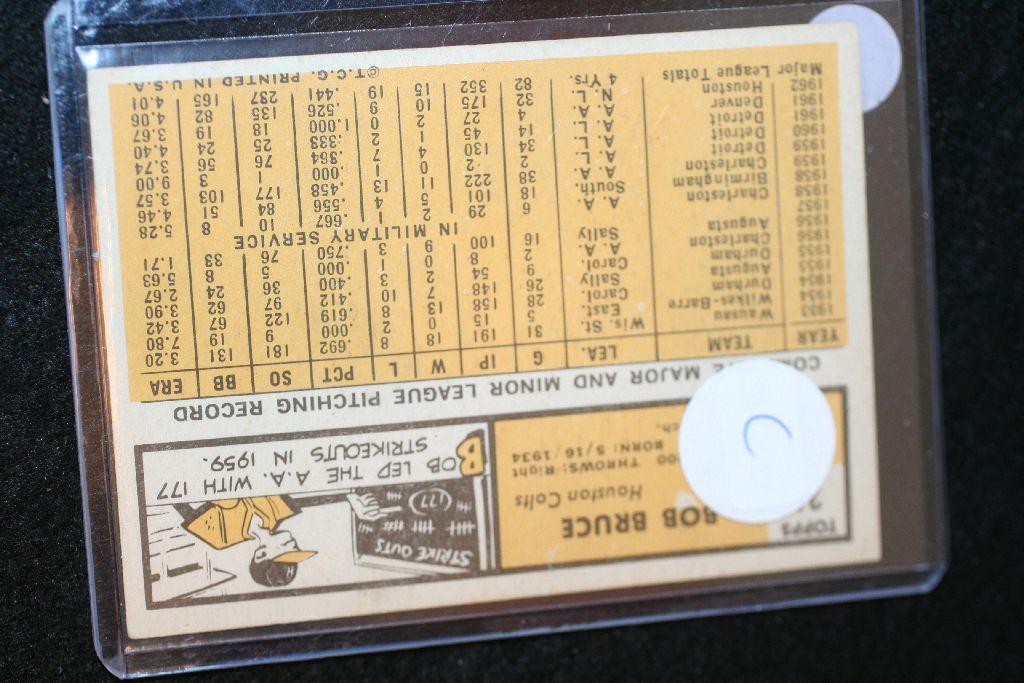 TOPPS
BOB BRUCE
Houston Colts
THROWS: Right
BORN: 5/16/1934
STRIKE OUTS
177
BOB LED THE A.A. WITH 177
STRIKEOUTS IN 1959.
MAJOR AND MINOR LEAGUE PITCHING RECORD
YEAR TEAM LEA. G IP W L PCT SO BB ERA
1953 Wausau Wis. St. 31 191 18 8 .692 181 131 3.20
1954 Wilkes-Barre East. 5 15 0 2 .000 9 19 7.80
1954 Durham Carol. 28 158 13 8 .619 122 67 3.42
1955 Augusta Sally 26 148 7 10 .412 97 62 3.90
1955 Durham Carol. 9 54 2 3 .400 36 24 2.67
1956 Charleston A. A. 2 8 0 1 .000 5 8 5.63
1956 Augusta Sally 16 100 9 3 .750 76 33 1.71
1957 IN MILITARY SERVICE
1958 Charleston A. A. 6 29 2 1 .667 10 8 5.28
1958 Birmingham South. 18 101 5 4 .556 84 51 4.46
1959 Charleston A. A. 38 222 11 13 .458 177 103 3.57
1959 Detroit A. L. 2 2 0 1 .000 1 3 9.00
1960 Detroit A. L. 34 130 4 7 .364 76 56 3.74
1961 Detroit A. L. 14 45 1 2 .333 25 24 4.40
1961 Denver A. A. 4 27 2 0 1.000 18 19 3.67
1962 Houston N. L. 32 175 10 9 .526 135 82 4.06
Major League Totals 4 Yrs. 82 352 15 19 .441 237 165 4.01
©T.C.G. PRINTED IN U.S.A.